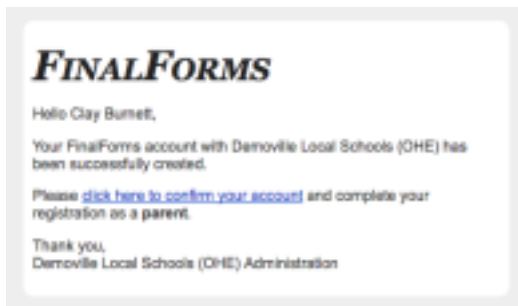 FINALFORMS
Hello Clay Burnett,
Your FinalForms account with Demoville Local Schools (OHE) has
been successfully created.
Please click here to confirm your account and complete your
registration as a parent.
Thank you,
Demoville Local Schools (OHE) Administration